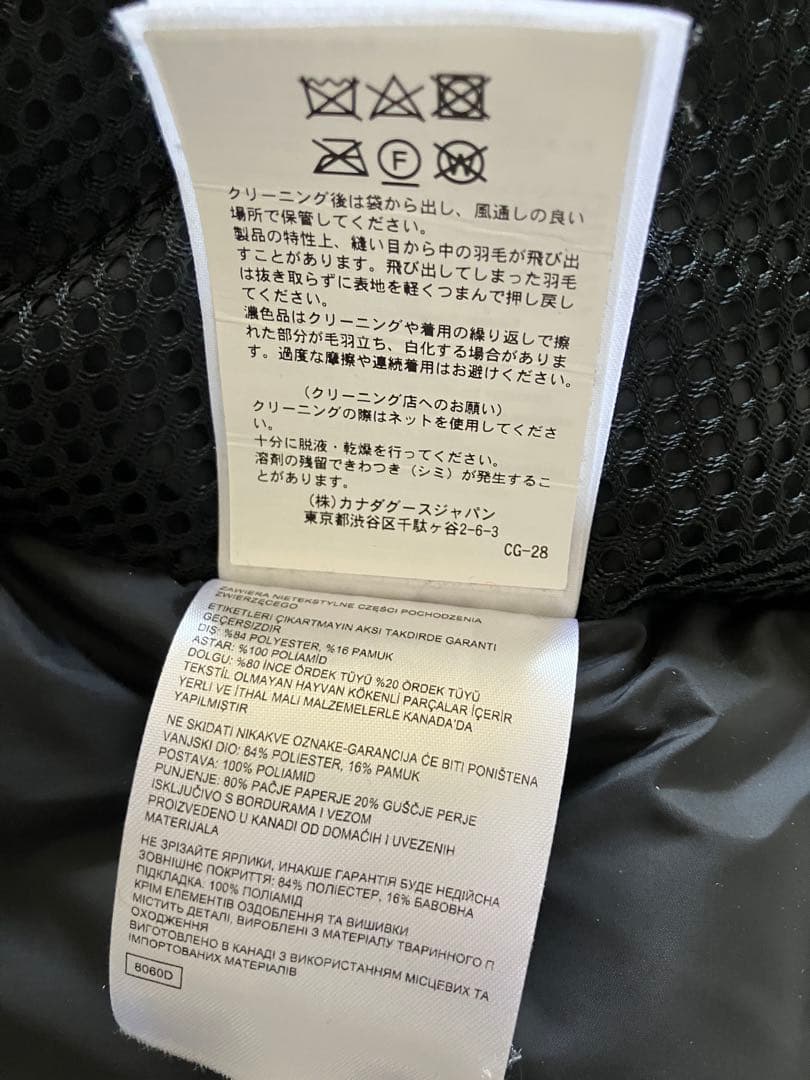 F
W
クリーニング後は袋から出し、風通しの良い
場所で保管してください。
製品の特性上、縫い目から中の羽毛が飛び出
すことがあります。飛び出してしまった羽毛
は抜き取らずに表地を軽くつまんで押し戻し
てください。
濃色品はクリーニングや着用の繰り返しで擦
れた部分が毛羽立ち、白化する場合がありま
す。過度な摩擦や連続着用はお避けください。
（クリーニング店へのお願い）
クリーニングの際はネットを使用してくださ
い。
十分に脱液・乾燥を行ってください。
溶剤の残留できわつき（シミ）が発生するこ
とがあります。
（株）カナダグースジャパン
東京都渋谷区千駄ヶ谷2-6-3
CG-28
ZAWIERA NIETEKSTYLNE CZĘŚCI POCHODZENIA
ZWIERZĘCEGO
ETIKETLERI ÇIKARTMAYIN AKSI TAKDIRDE GARANTI
GEÇERSIZDIR
DIŞ: %84 POLYESTER, %16 PAMUK
ASTAR: %100 POLIAMID
DOLGU: %80 İNCE ÖRDEK TÜYÜ %20 ÖRDEK TÜYÜ
TEKSTİL OLMAYAN HAYVAN KÖKENLİ PARÇALAR İÇERİR
YERLİ VE İTHAL MALİ MALZEMELERLE KANADA'DA
YAPILMIŞTIR
NE SKIDATI NIKAKVE OZNAKE-GARANCIJA ĆE BITI PONIŠTENA
VANJSKI DIO: 84% POLIESTER, 16% PAMUK
POSTAVA: 100% POLIAMID
PUNJENJE: 80% PAČJE PAPERJE 20% GUŠČJE PERJE
ISKLJUČIVO S BORDURAMA I VEZOM
PROIZVEDENO U KANADI OD DOMAĆIH I UVEZENIH
MATERIJALA
НЕ ЗРІЗАЙТЕ ЯРЛИКИ, ИНАКШЕ ГАРАНТІЯ БУДЕ НЕДІЙСНА
ЗОВНІШНЄ ПОКРИТТЯ: 84% ПОЛІЕСТЕР, 16% БАВОВНА
ПІДКЛАДКА: 100% ПОЛІАМІД
КРІМ ЕЛЕМЕНТІВ ОЗДОБЛЕННЯ ТА ВИШИВКИ
МІСТИТЬ ДЕТАЛІ, ВИРОБЛЕНІ З МАТЕРІАЛУ ТВАРИННОГО П
ОХОДЖЕННЯ
ВИГОТОВЛЕНО В КАНАДІ З ВИКОРИСТАННЯМ МІСЦЕВИХ ТА
ІМПОРТОВАНИХ МАТЕРІАЛІВ
8060D